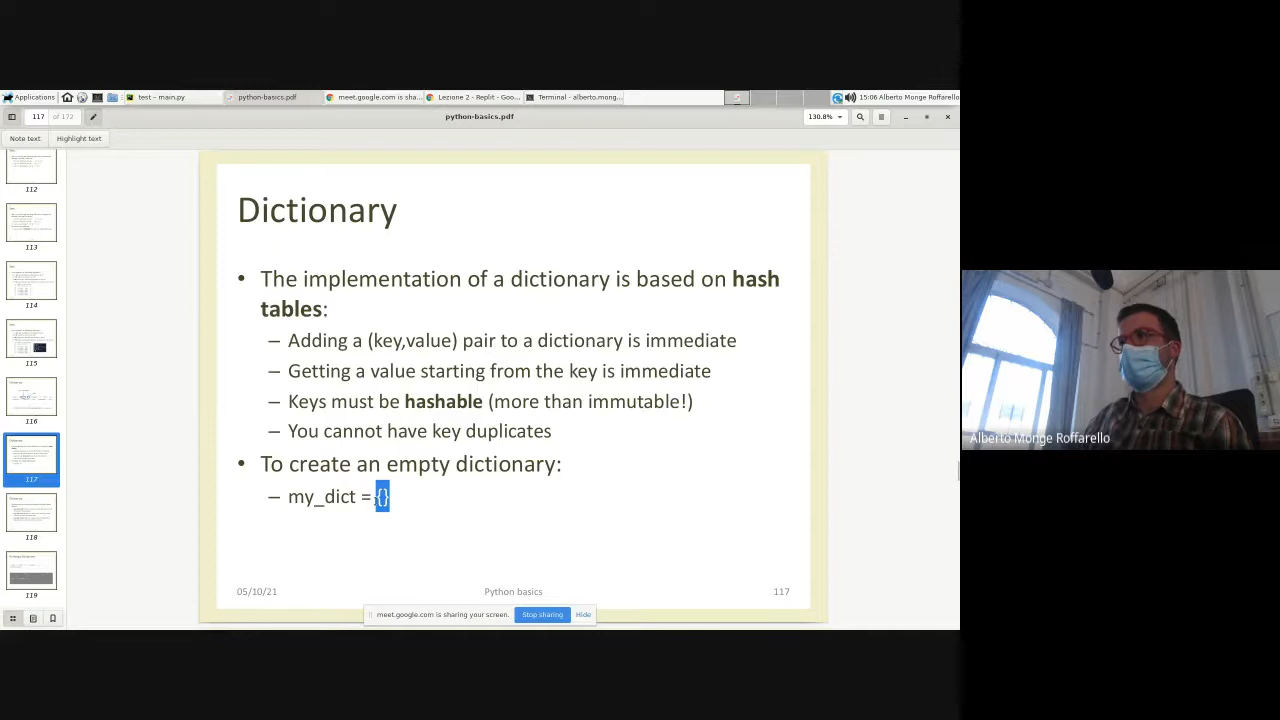 Applications
test – main.py
python-basics.pdf
meet.google.com is sha...
Lezione 2 - Replit - Goo...
Terminal - alberto.mong...
15:06 Alberto Monge Roffarello
117 of 172
python-basics.pdf
130.8%
Note text
Highlight text
112
113
114
115
116
117
118
119
Dictionary
• The implementation of a dictionary is based on hash
tables:
– Adding a (key,value) pair to a dictionary is immediate
– Getting a value starting from the key is immediate
– Keys must be hashable (more than immutable!)
– You cannot have key duplicates
• To create an empty dictionary:
– my_dict = {}
05/10/21
Python basics
117
meet.google.com is sharing your screen.
Stop sharing
Hide
Alberto Monge Roffarello